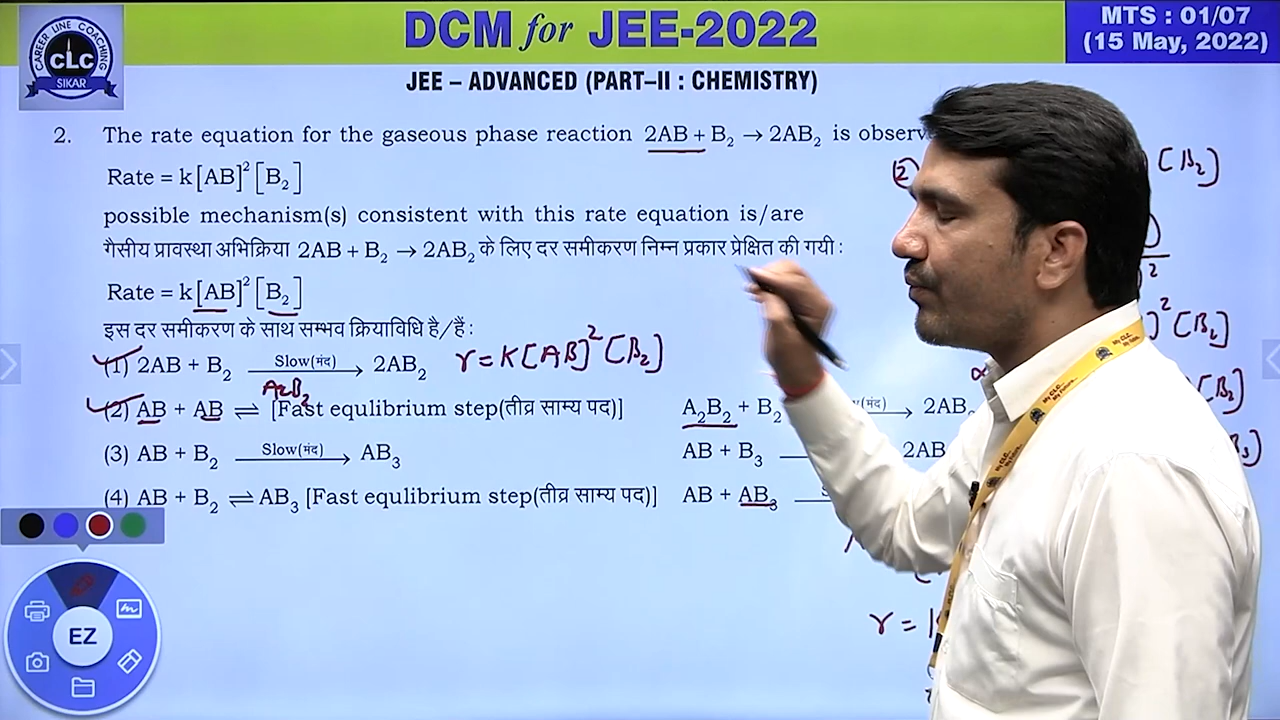 CAREER LINE COACHING
CLC
SIKAR
DCM for JEE-2022
MTS : 01/07
(15 May, 2022)
JEE – ADVANCED (PART–II : CHEMISTRY)
2. The rate equation for the gaseous phase reaction 2AB + B₂ → 2AB₂ is
② [B₂]
Rate = k[AB]²[B₂]
possible mechanism(s) consistent with this rate equation is/are
गैसीय प्रावस्था अभिक्रिया 2AB + B₂ → 2AB₂ के लिए दर समीकरण निम्न प्रकार प्रेक्षित की गयी :
Rate = k[AB]²[B₂]
इस दर समीकरण के साथ सम्भव क्रियाविधि है/हैं :
(1) 2AB + B₂ Slow(मंद) → 2AB₂ r = K[AB]²[B₂]
A₂B₂
(2) AB + AB ⇌ [Fast equlibrium step(तीव्र साम्य पद)] A₂B₂ + B₂ (मंद) → 2AB₂
(3) AB + B₂ Slow(मंद) → AB₃ AB + B₃ → 2AB
(4) AB + B₂ ⇌ AB₃ [Fast equlibrium step(तीव्र साम्य पद)] AB + AB₃
r =
EZ